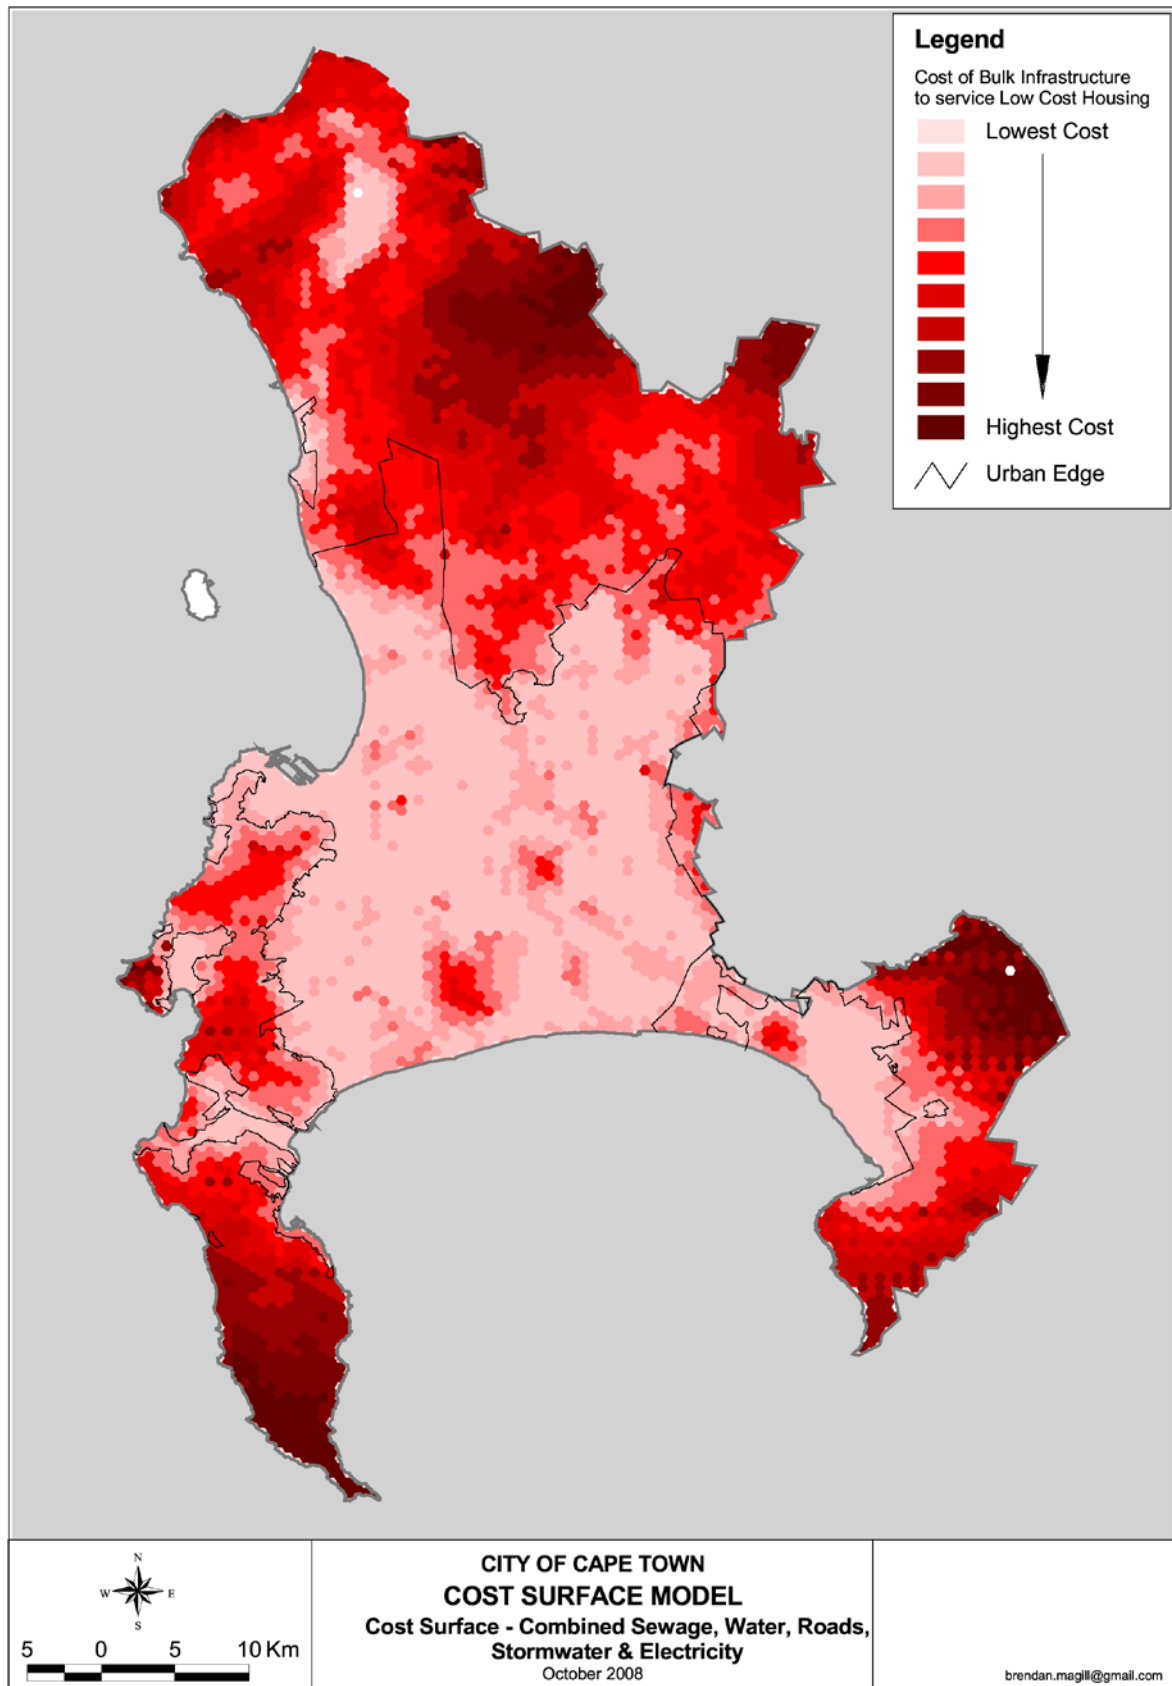 Legend
Cost of Bulk Infrastructure
to service Low Cost Housing
Lowest Cost
Highest Cost
Urban Edge
N
W E
S
5 0 5 10 Km
CITY OF CAPE TOWN
COST SURFACE MODEL
Cost Surface - Combined Sewage, Water, Roads,
Stormwater & Electricity
October 2008
brendan.magill@gmail.com